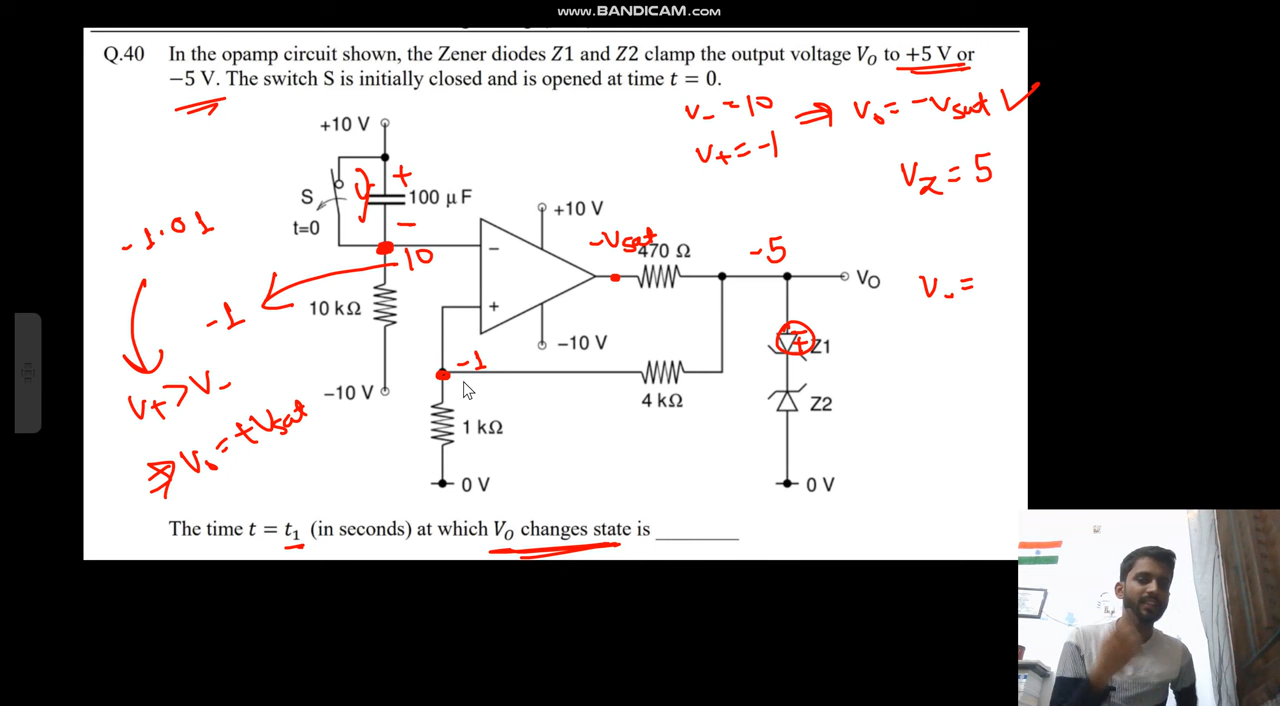 www.BANDICAM.com
Q.40 In the opamp circuit shown, the Zener diodes Z1 and Z2 clamp the output voltage V_O to +5 V or
−5 V. The switch S is initially closed and is opened at time t = 0.
V- = 10 ⇒ V₀ = -Vsat ✓
V+ = -1
V_Z = 5
+10 V
+
S
100 μF
t=0
−
-1.01
10
+10 V
−
-Vsat
470 Ω
-5
V_O
V- =
+
10 kΩ
-1
−10 V
+
Z1
-1
−10 V
4 kΩ
Z2
V+ > V-
1 kΩ
⇒ V₀ = +Vsat
0 V
0 V
The time t = t₁ (in seconds) at which V_O changes state is ________